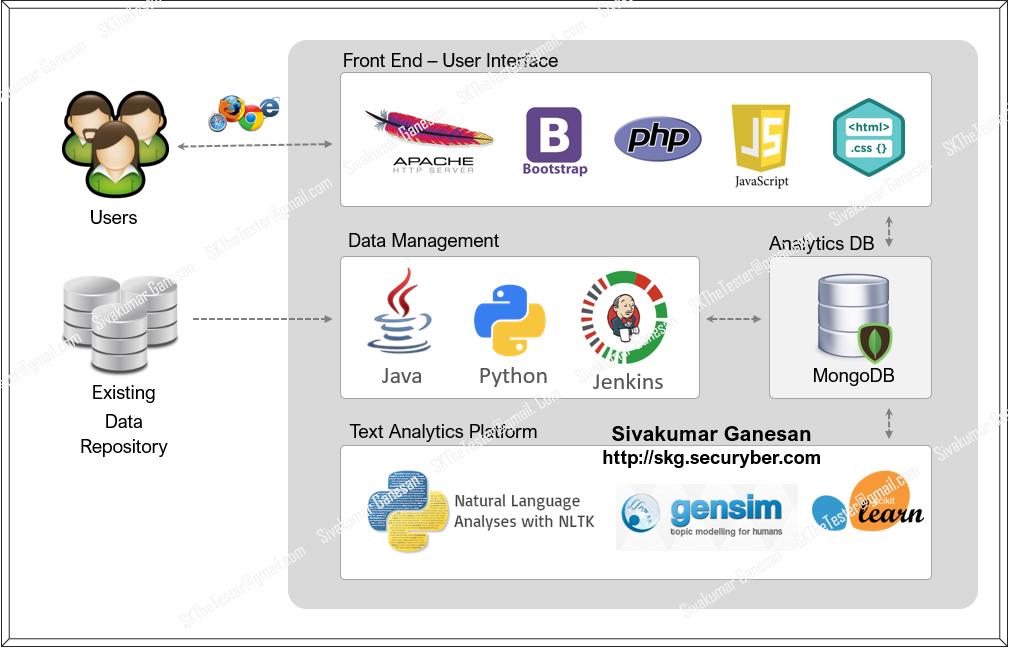 Front End – User Interface
APACHE
HTTP SERVER
B
Bootstrap
php
JS
JavaScript
<html>
.css {}
Users
Data Management
Java
Python
Jenkins
Analytics DB
MongoDB
Existing
Data
Repository
Text Analytics Platform
Sivakumar Ganesan
http://skg.securyber.com
Natural Language
Analyses with NLTK
gensim
topic modelling for humans
scikit
learn
Sivakumar Ganesan
SKTheTester@gmail.com